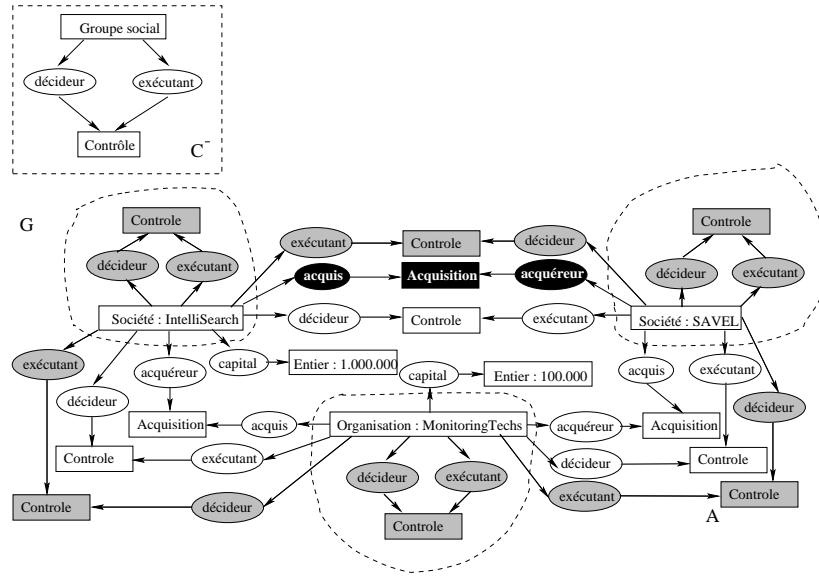 Groupe social
décideur
exécutant
Contrôle
C -
G
Controle
Controle
exécutant
Controle
décideur
décideur
exécutant
décideur
exécutant
acquis
Acquisition
acquéreur
Société : IntelliSearch
décideur
Controle
exécutant
Société : SAVEL
exécutant
acquéreur
capital
Entier : 1.000.000
capital
Entier : 100.000
acquis
exécutant
décideur
décideur
Acquisition
acquis
Organisation : MonitoringTechs
acquéreur
Acquisition
Controle
exécutant
décideur
Controle
décideur
exécutant
Controle
décideur
exécutant
Controle
A
Controle